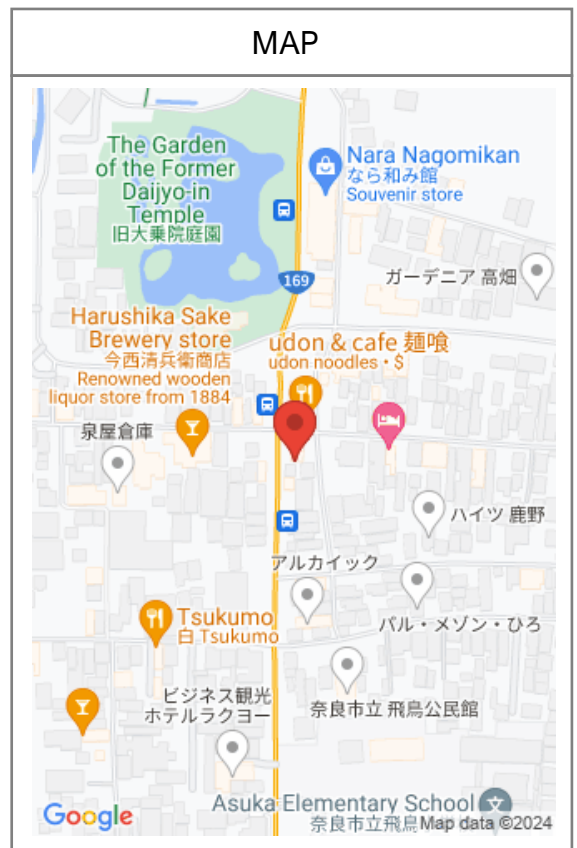 MAP
The Garden
of the Former
Daijyo-in
Temple
旧大乗院庭園
Nara Nagomikan
なら和み館
Souvenir store
169
ガーデニア 高畑
Harushika Sake
Brewery store
今西清兵衛商店
Renowned wooden
liquor store from 1884
udon & cafe 麺喰
udon noodles・$
泉屋倉庫
ハイツ 鹿野
アルカイック
パル・メゾン・ひろ
Tsukumo
白 Tsukumo
奈良市立 飛鳥公民館
ビジネス観光
ホテルラクヨー
Asuka Elementary School
文
奈良市立飛鳥
Google
Map data ©2024